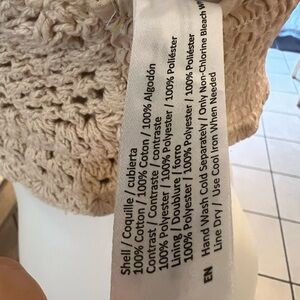 Shell / Coquille / cubierta
100% Cotton / 100% Coton / 100% Algodón
Contrast / Contraste / contraste
100% Polyester / 100% Polyester / 100% Poliéster
Lining / Doublure / forro
100% Polyester / 100% Polyester / 100% Poliéster
EN Hand Wash Cold Separately / Only Non-Chlorine Bleach
Line Dry / Use Cool Iron When Needed